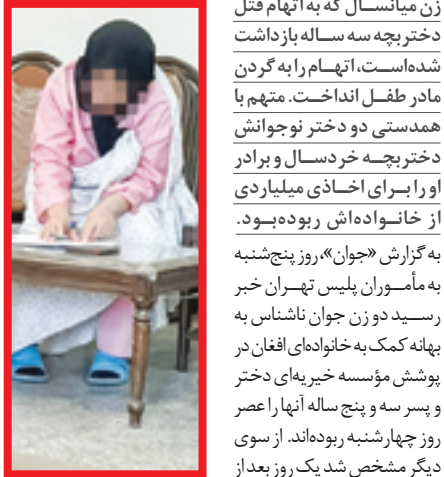 زن میانسال که به اتهام قتل
دختربچه سه ساله بازداشت
شده‌است، اتهام را به گردن
مادر طفل انداخت. متهم با
همدستی دو دختر نوجوانش
دختربچه خردسال و برادر
او را برای اخاذی میلیاردی
از خانواده‌اش ربوده‌بود.
به گزارش «جوان»، روز پنج‌شنبه
به مأموران پلیس تهران خبر
رسید دو زن جوان ناشناس به
بهانه کمک به خانواده‌ای افغان در
پوشش مؤسسه خیریه‌ای دختر
و پسر سه و پنج ساله آنها را عصر
روز چهارشنبه ربوده‌اند. از سوی
دیگر مشخص شد یک روز بعد از